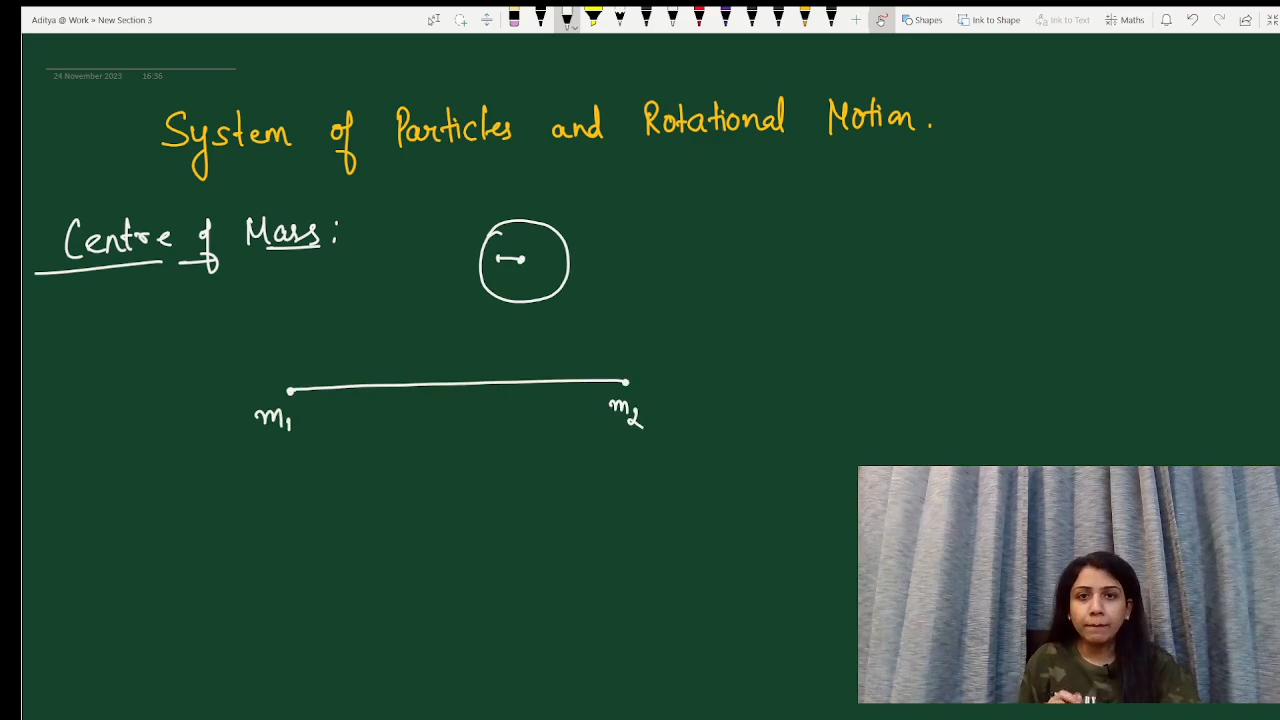 Aditya @ Work » New Section 3
Shapes Ink to Shape Ink to Text Maths
24 November 2023 16:36
System of Particles and Rotational Motion.
Centre of Mass:
m1 m2